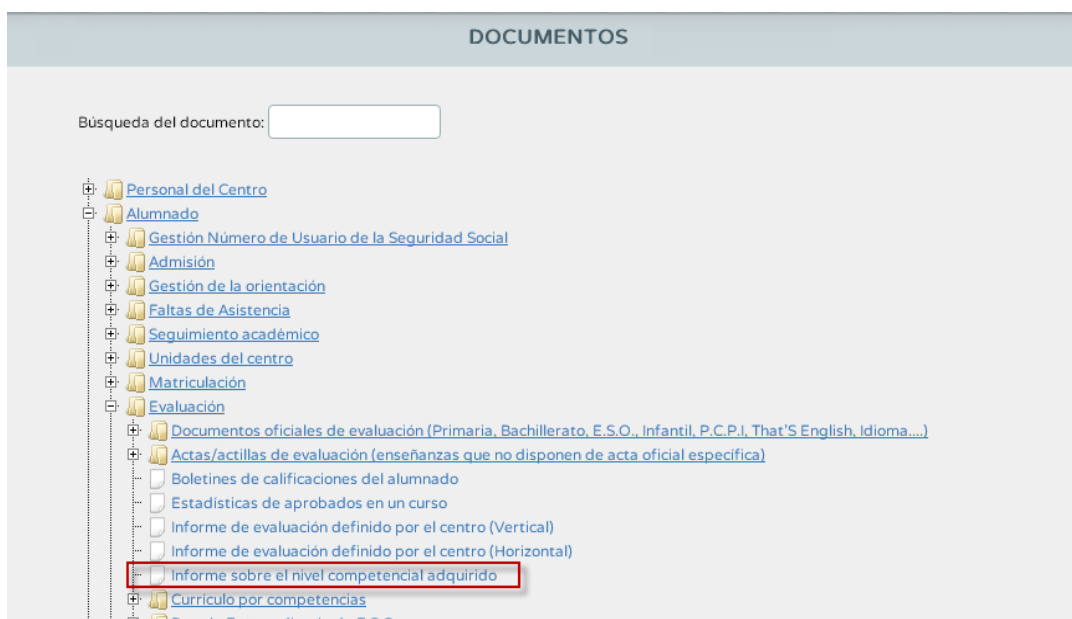 DOCUMENTOS
Búsqueda del documento:
Personal del Centro
Alumnado
Gestión Número de Usuario de la Seguridad Social
Admisión
Gestión de la orientación
Faltas de Asistencia
Seguimiento académico
Unidades del centro
Matriculación
Evaluación
Documentos oficiales de evaluación (Primaria, Bachillerato, E.S.O., Infantil, P.C.P.I, That'S English, Idioma....)
Actas/actillas de evaluación (enseñanzas que no disponen de acta oficial específica)
Boletines de calificaciones del alumnado
Estadísticas de aprobados en un curso
Informe de evaluación definido por el centro (Vertical)
Informe de evaluación definido por el centro (Horizontal)
Informe sobre el nivel competencial adquirido
Currículo por competencias